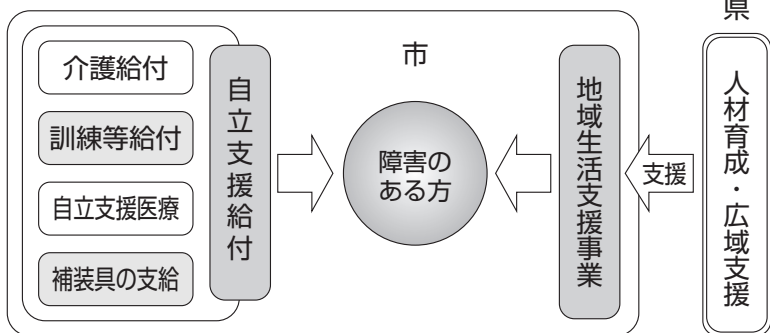 県
市
介護給付
訓練等給付
自立支援医療
補装具の支給
自立支援給付
障害の
ある方
地域生活支援事業
支援
人材育成・広域支援